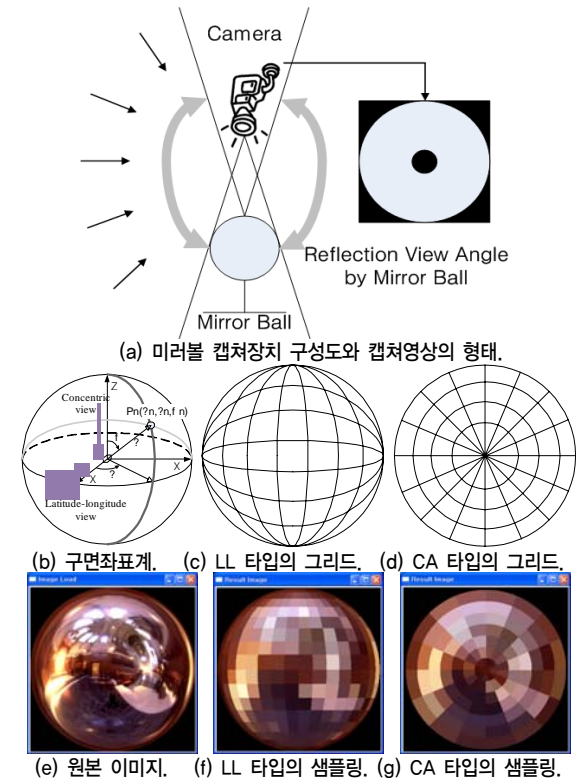 Camera
Reflection View Angle
by Mirror Ball
Mirror Ball
(a) 미러볼 캡쳐장치 구성도와 캡쳐영상의 형태.
Z
Concentric
view
Pn(?n,?n,f n)
f
?
?
X
X
Latitude-longitude
view
(b) 구면좌표계.
(c) LL 타입의 그리드.
(d) CA 타입의 그리드.
Image Load
Result Image
Result Image
(e) 원본 이미지.
(f) LL 타입의 샘플링.
(g) CA 타입의 샘플링.